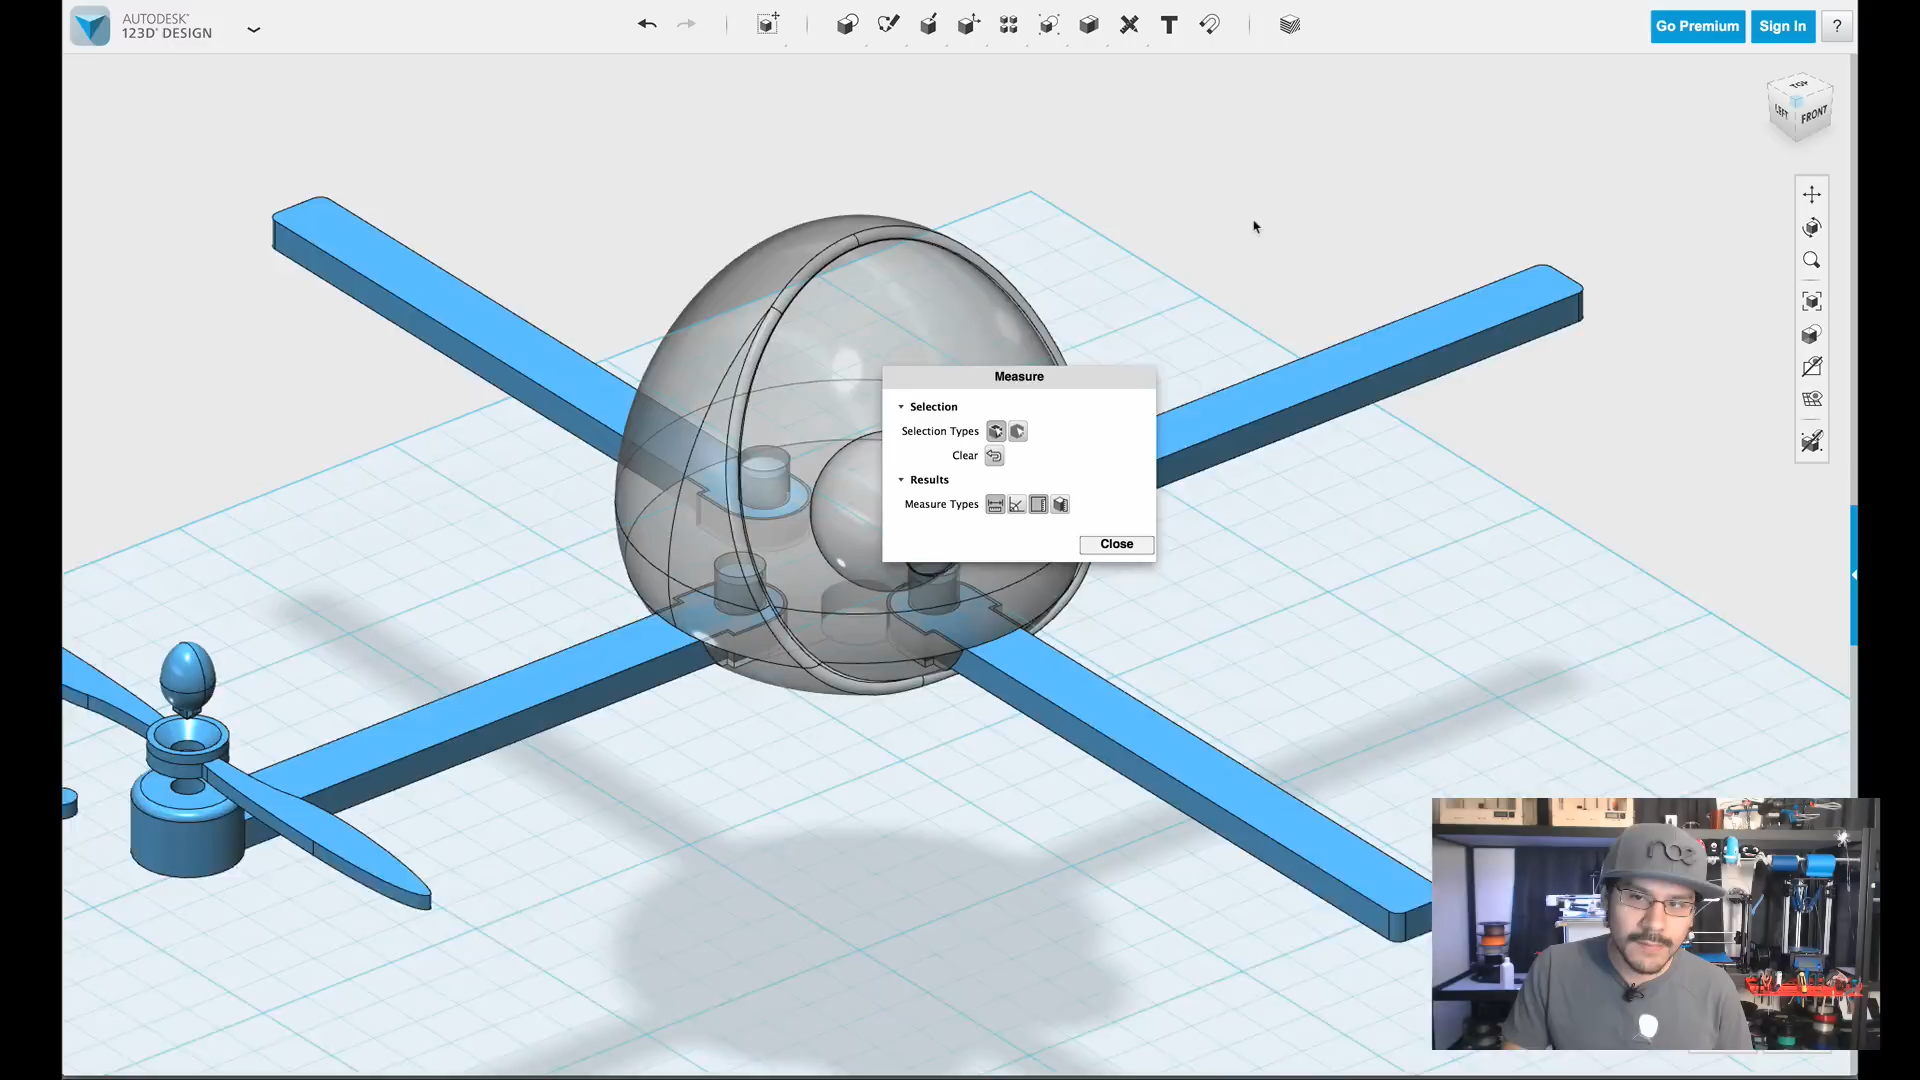 AUTODESK®
123D® DESIGN
Go Premium
Sign In
?
TOP
LEFT
FRONT
Measure
Selection
Selection Types
Clear
Results
Measure Types
Close
noe